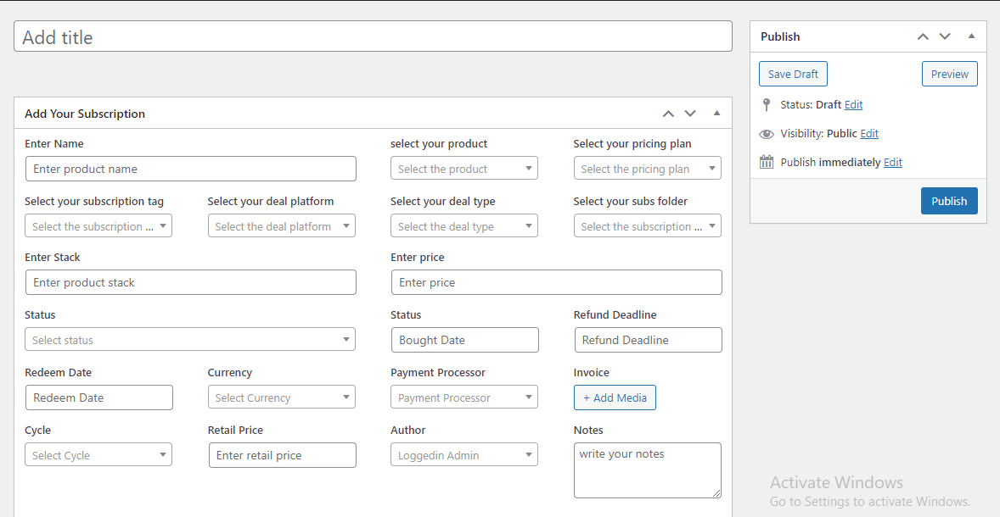 Add title
Publish
Save Draft Preview
Status: Draft Edit
Visibility: Public Edit
Publish immediately Edit
Publish
Add Your Subscription
Enter Name select your product Select your pricing plan
Enter product name Select the product Select the pricing plan
Select your subscription tag Select your deal platform Select your deal type Select your subs folder
Select the subscription ... Select the deal platform Select the deal type Select the subscription ...
Enter Stack Enter price
Enter product stack Enter price
Status Status Refund Deadline
Select status Bought Date Refund Deadline
Redeem Date Currency Payment Processor Invoice
Redeem Date Select Currency Payment Processor + Add Media
Cycle Retail Price Author Notes
Select Cycle Enter retail price Loggedin Admin write your notes
Activate Windows
Go to Settings to activate Windows.